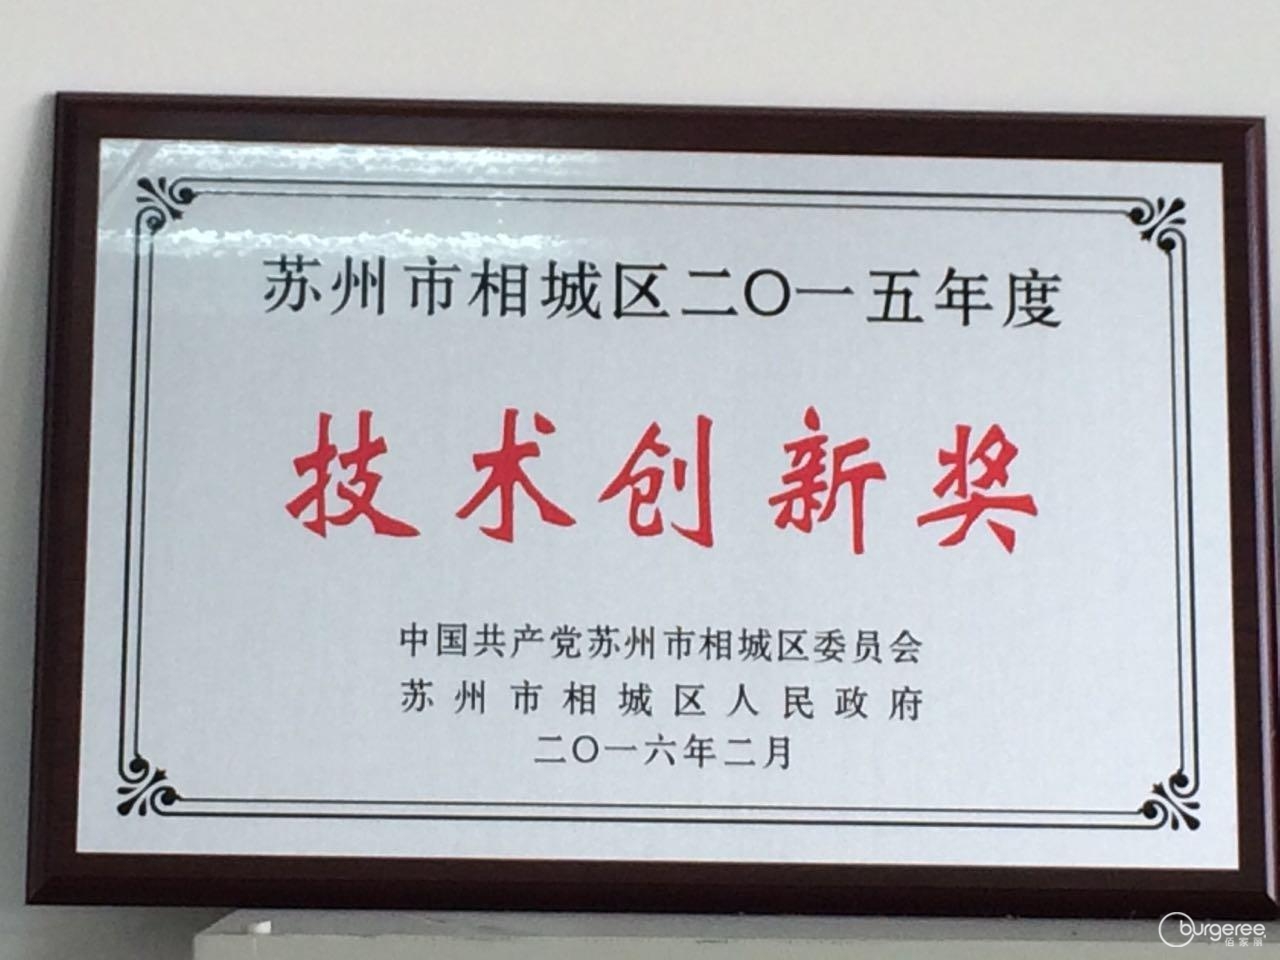 苏州市相城区二〇一五年度
技术创新奖
中国共产党苏州市相城区委员会
苏州市相城区人民政府
二〇一六年二月
burgeree
佰家丽